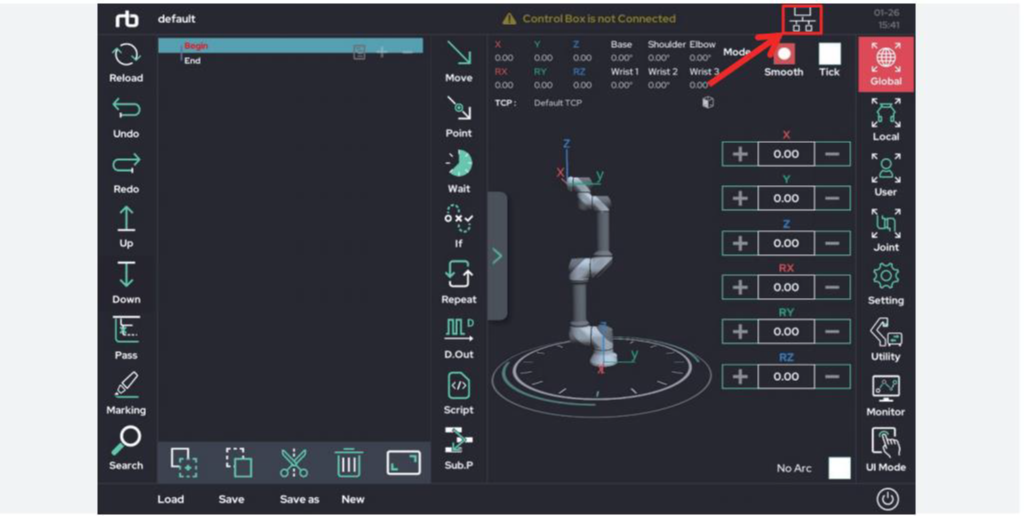 rb
default
Control Box is not Connected
01-26
15:41
Reload
Undo
Redo
Up
Down
Pass
Marking
Search
Begin
End
Load
Save
Save as
New
Move
Point
Wait
If
Repeat
D
D.Out
Script
Sub.P
X Y Z Base Shoulder Elbow
0.00 0.00 0.00 0.00° 0.00° 0.00°
RX RY RZ Wrist 1 Wrist 2 Wrist 3
0.00 0.00 0.00 0.00° 0.00° 0.00°
TCP : Default TCP
Mode
Smooth
Tick
Z
X
y
y
X
X
0.00
Y
0.00
Z
0.00
RX
0.00
RY
0.00
RZ
0.00
No Arc
Global
Local
User
Joint
Setting
Utility
Monitor
UI Mode